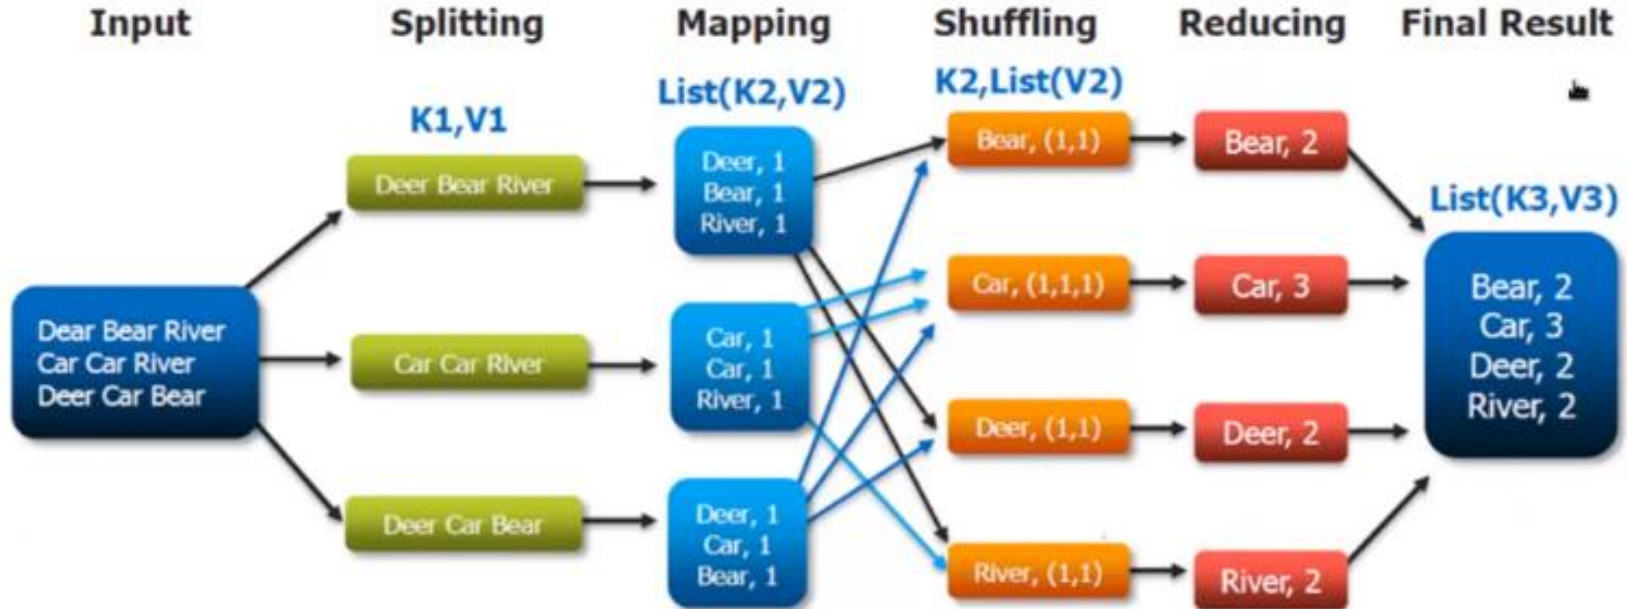 Input
Splitting
Mapping
Shuffling
Reducing
Final Result
K1,V1
List(K2,V2)
K2,List(V2)
List(K3,V3)
Dear Bear River
Car Car River
Deer Car Bear
Deer Bear River
Car Car River
Deer Car Bear
Deer, 1
Bear, 1
River, 1
Car, 1
Car, 1
River, 1
Deer, 1
Car, 1
Bear, 1
Bear, (1,1)
Car, (1,1,1)
Deer, (1,1)
River, (1,1)
Bear, 2
Car, 3
Deer, 2
River, 2
Bear, 2
Car, 3
Deer, 2
River, 2